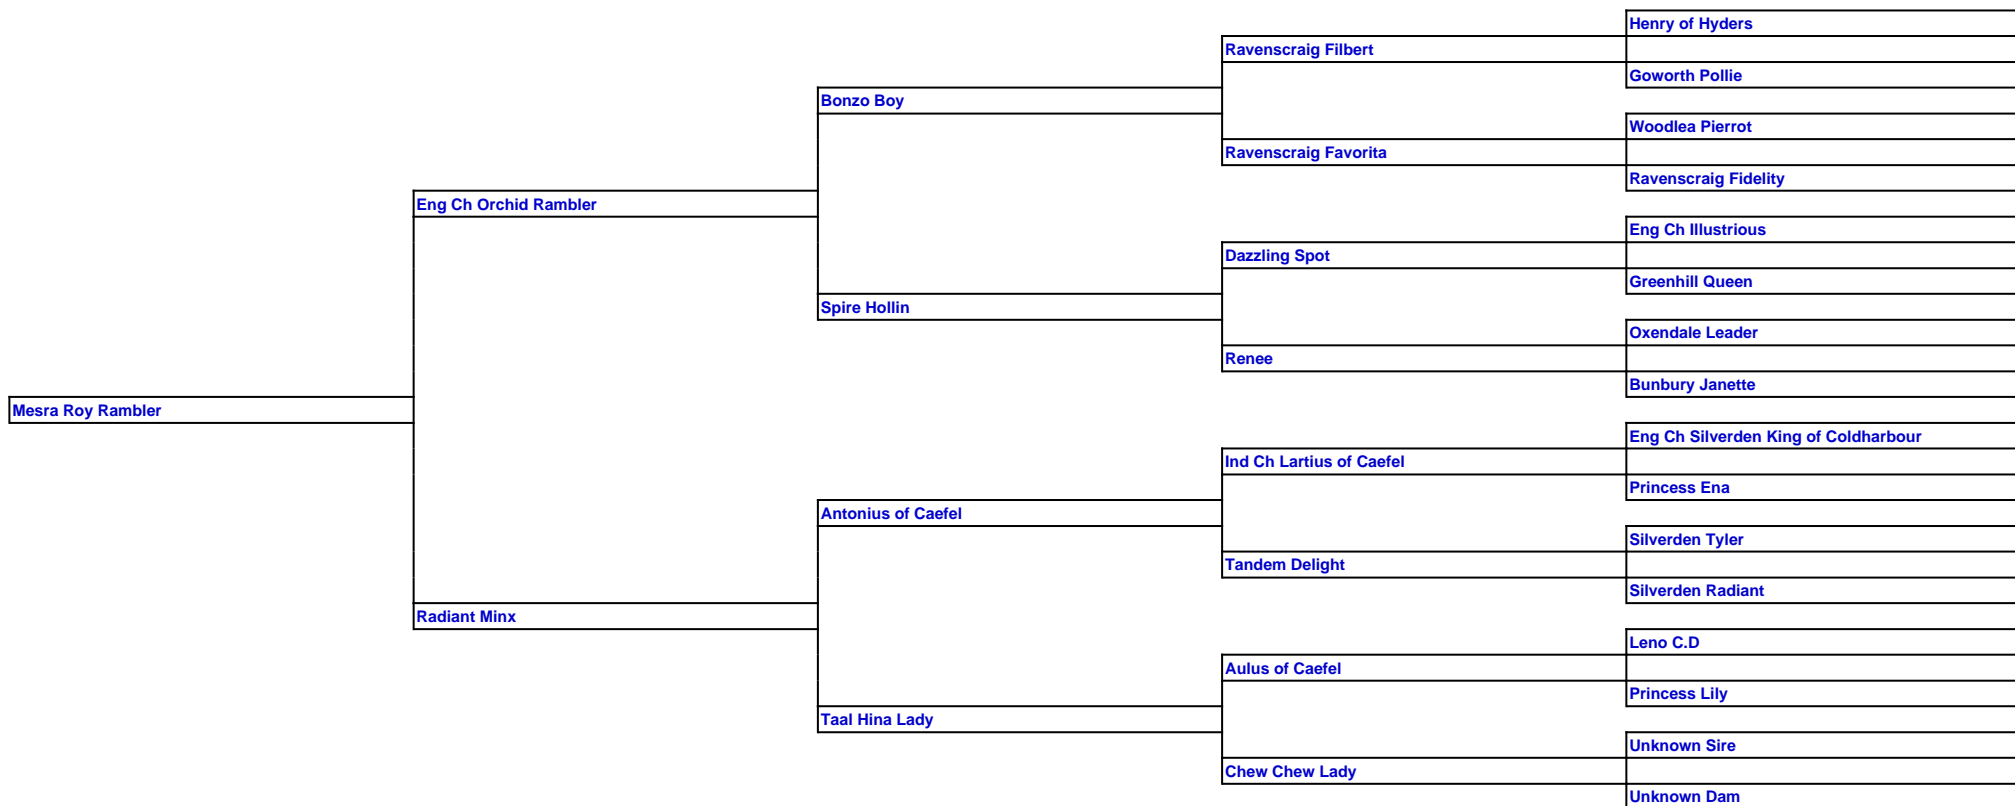 Henry of Hyders
Ravenscraig Filbert
Goworth Pollie
Bonzo Boy
Woodlea Pierrot
Ravenscraig Favorita
Ravenscraig Fidelity
Eng Ch Orchid Rambler
Eng Ch Illustrious
Dazzling Spot
Greenhill Queen
Spire Hollin
Oxendale Leader
Renee
Bunbury Janette
Mesra Roy Rambler
Eng Ch Silverden King of Coldharbour
Ind Ch Lartius of Caefel
Princess Ena
Antonius of Caefel
Silverden Tyler
Tandem Delight
Silverden Radiant
Radiant Minx
Leno C.D
Aulus of Caefel
Princess Lily
Taal Hina Lady
Unknown Sire
Chew Chew Lady
Unknown Dam